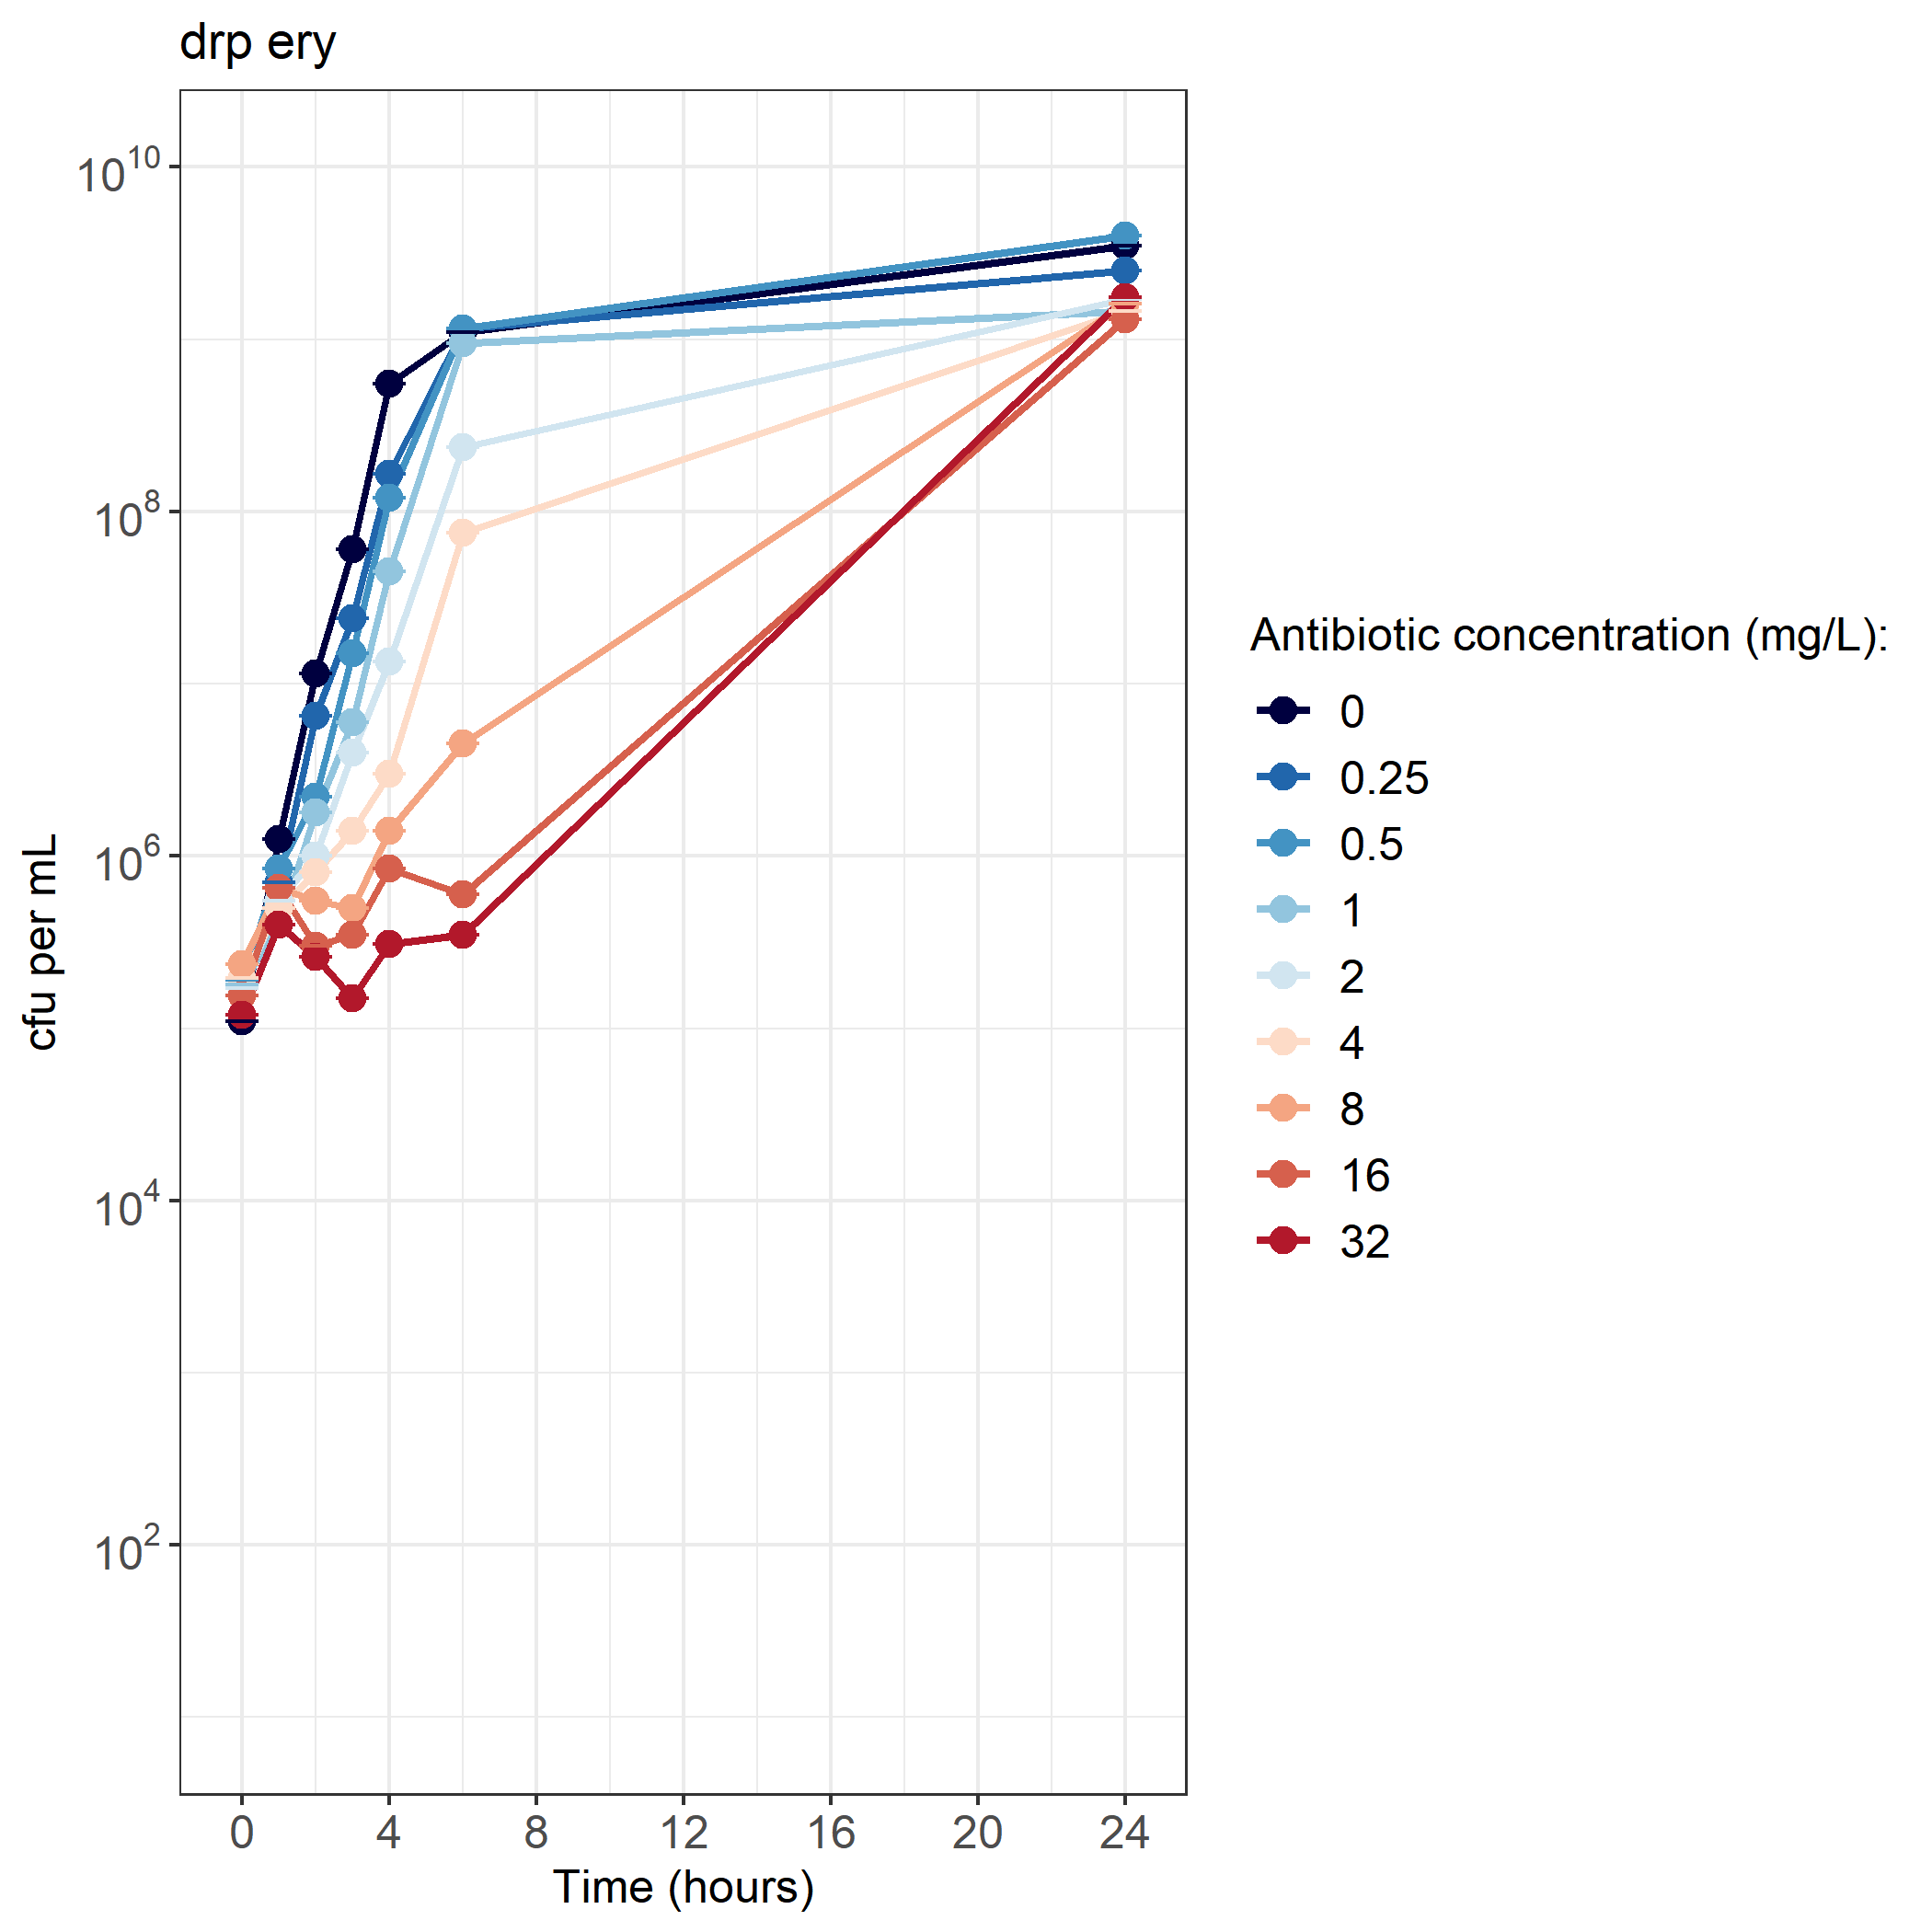 drp ery
10^10
10^8
10^6
10^4
10^2
cfu per mL
0 4 8 12 16 20 24
Time (hours)
Antibiotic concentration (mg/L):
0
0.25
0.5
1
2
4
8
16
32